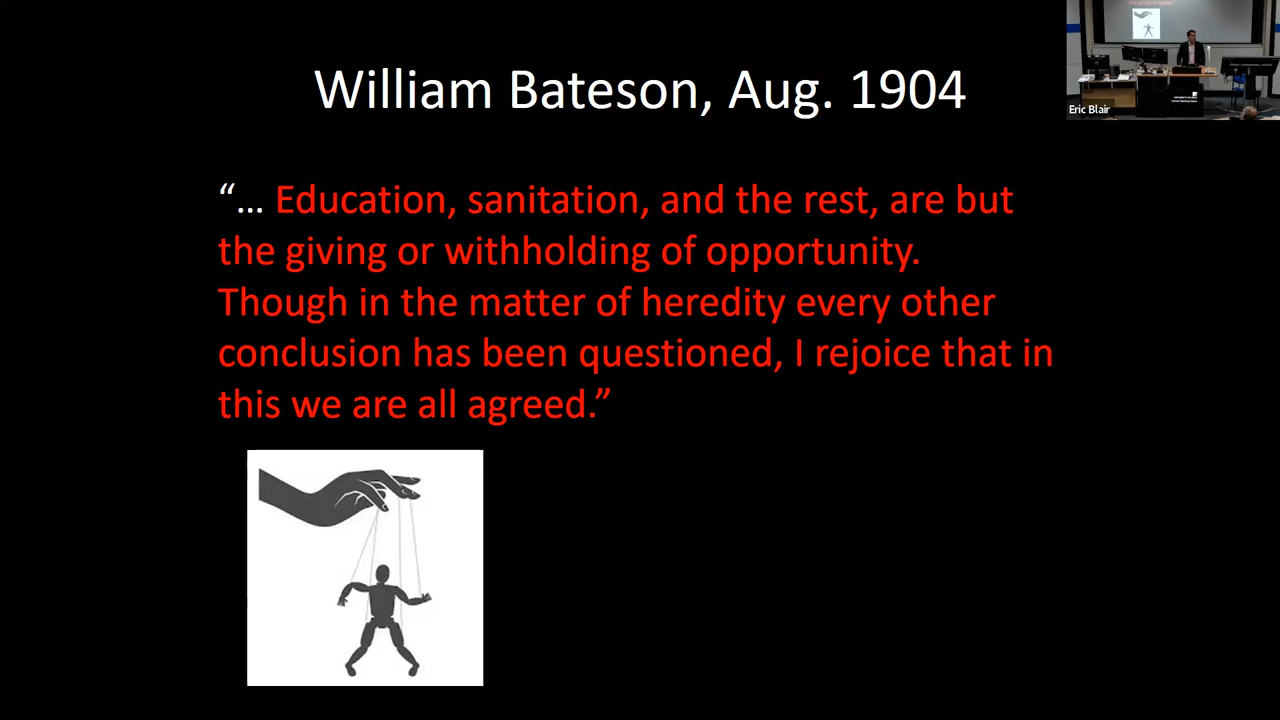 William Bateson, Aug. 1904
“... Education, sanitation, and the rest, are but
the giving or withholding of opportunity.
Though in the matter of heredity every other
conclusion has been questioned, I rejoice that in
this we are all agreed.”
Eric Blair